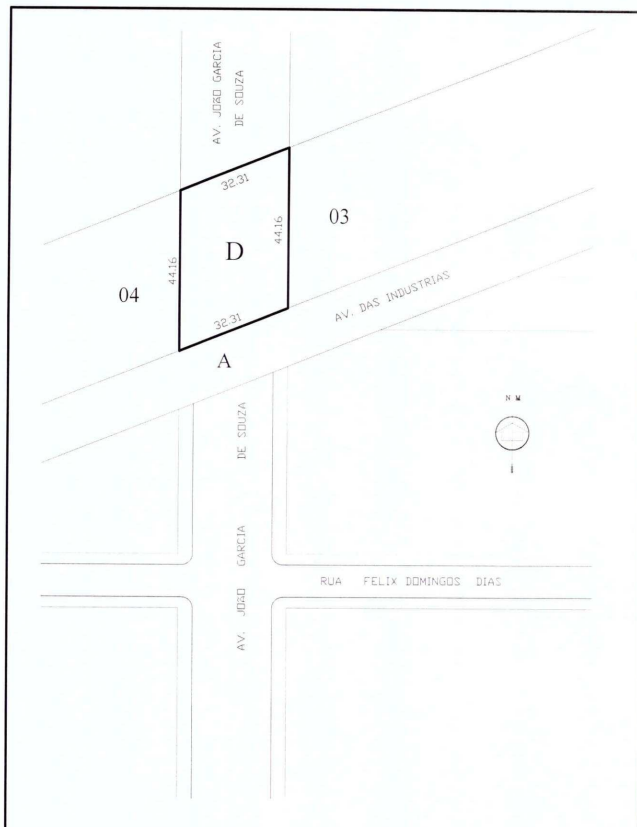 AV. JOÃO GARCIA
DE SOUZA
32.31
44.16
44.16
D
03
04
32.31
AV. DAS INDUSTRIAS
A
N M
AV. JOÃO GARCIA DE SOUZA
RUA FELIX DOMINGOS DIAS